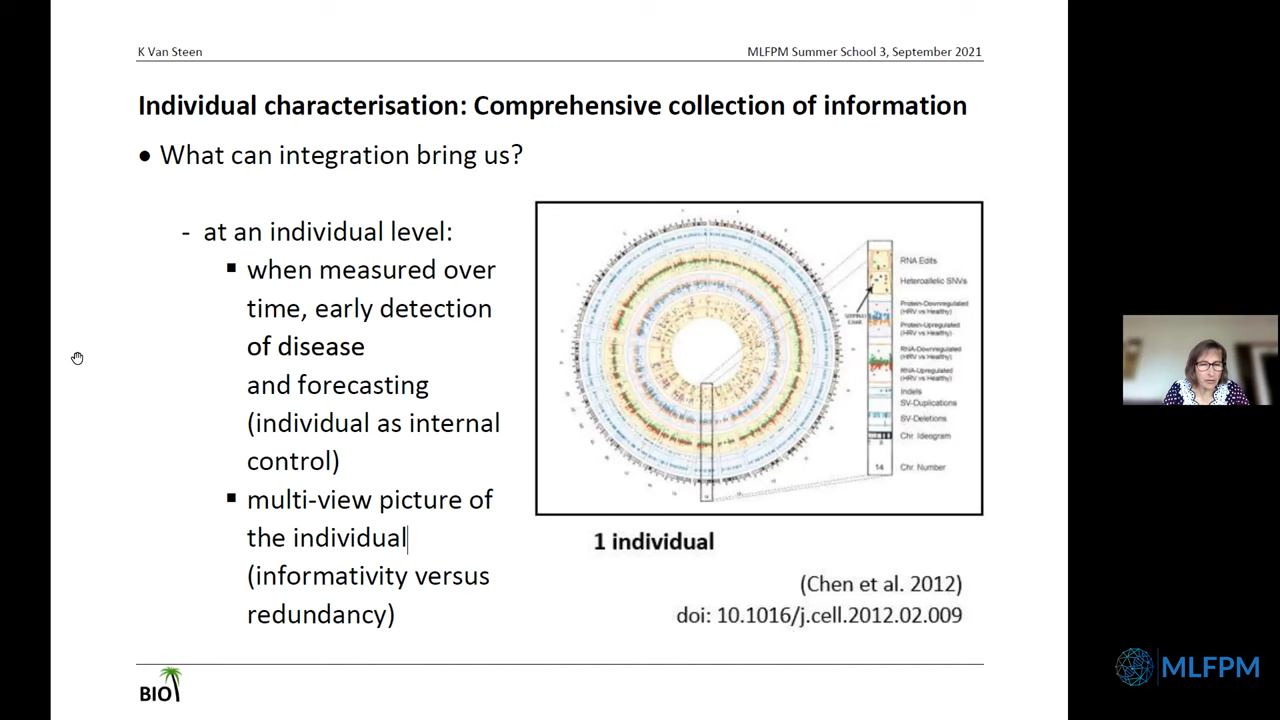 K Van Steen
MLFPM Summer School 3, September 2021
Individual characterisation: Comprehensive collection of information
● What can integration bring us?
- at an individual level:
▪ when measured over
time, early detection
of disease
and forecasting
(individual as internal
control)
▪ multi-view picture of
the individual
(informativity versus
redundancy)
RNA Edits
Heteroallelic SNVs
Protein-Downregulated
(HRV vs Healthy)
Protein-Upregulated
(HRV vs Healthy)
RNA-Downregulated
(HRV vs Healthy)
RNA-Upregulated
(HRV vs Healthy)
Indels
SV-Duplications
SV-Deletions
Chr. Ideogram
14 Chr. Number
1 individual
(Chen et al. 2012)
doi: 10.1016/j.cell.2012.02.009
BIO
MLFPM